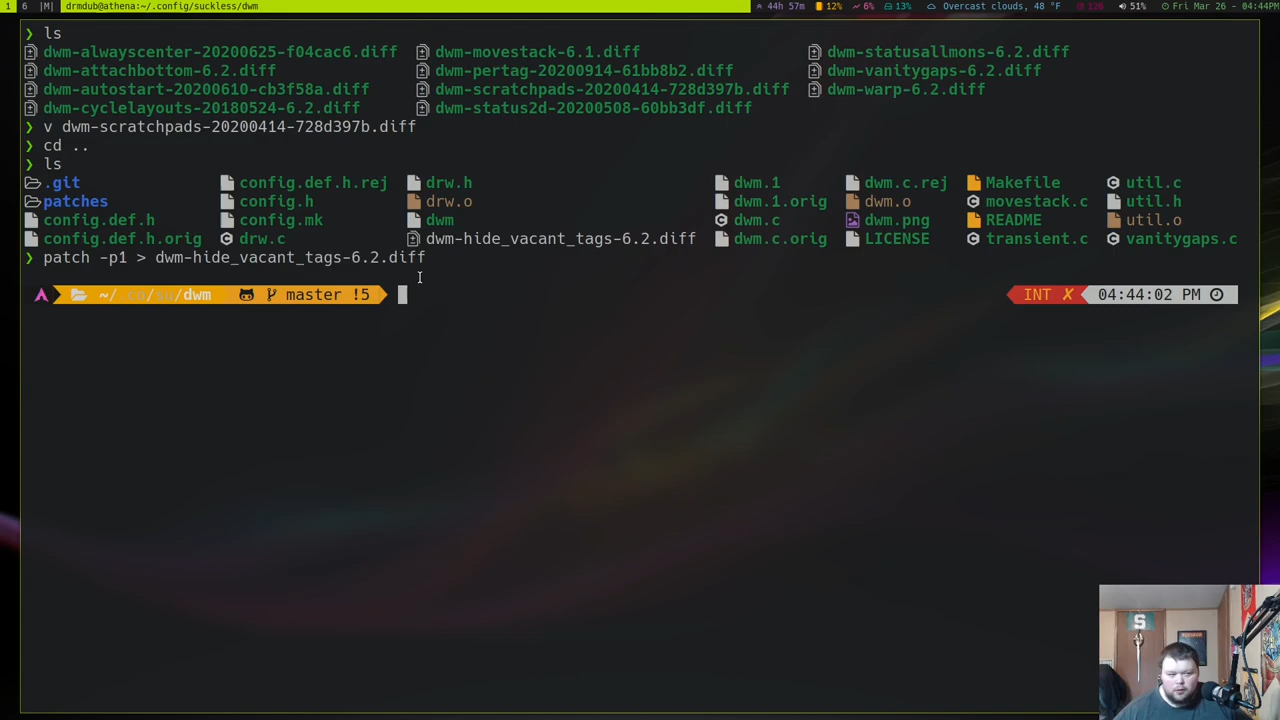 1 6 |M| drmdub@athena:~/.config/suckless/dwm 44h 57m 12% 6% 13% Overcast clouds, 48 °F 126 51% Fri Mar 26 - 04:44PM
❯ ls
dwm-alwayscenter-20200625-f04cac6.diff dwm-movestack-6.1.diff dwm-statusallmons-6.2.diff
dwm-attachbottom-6.2.diff dwm-pertag-20200914-61bb8b2.diff dwm-vanitygaps-6.2.diff
dwm-autostart-20200610-cb3f58a.diff dwm-scratchpads-20200414-728d397b.diff dwm-warp-6.2.diff
dwm-cyclelayouts-20180524-6.2.diff dwm-status2d-20200508-60bb3df.diff
❯ v dwm-scratchpads-20200414-728d397b.diff
❯ cd ..
❯ ls
.git config.def.h.rej drw.h dwm.1 dwm.c.rej Makefile util.c
patches config.h drw.o dwm.1.orig dwm.o movestack.c util.h
config.def.h config.mk dwm dwm.c dwm.png README util.o
config.def.h.orig drw.c dwm-hide_vacant_tags-6.2.diff dwm.c.orig LICENSE transient.c vanitygaps.c
❯ patch -p1 > dwm-hide_vacant_tags-6.2.diff
~/co/su/dwm master !5 INT ✗ 04:44:02 PM
S